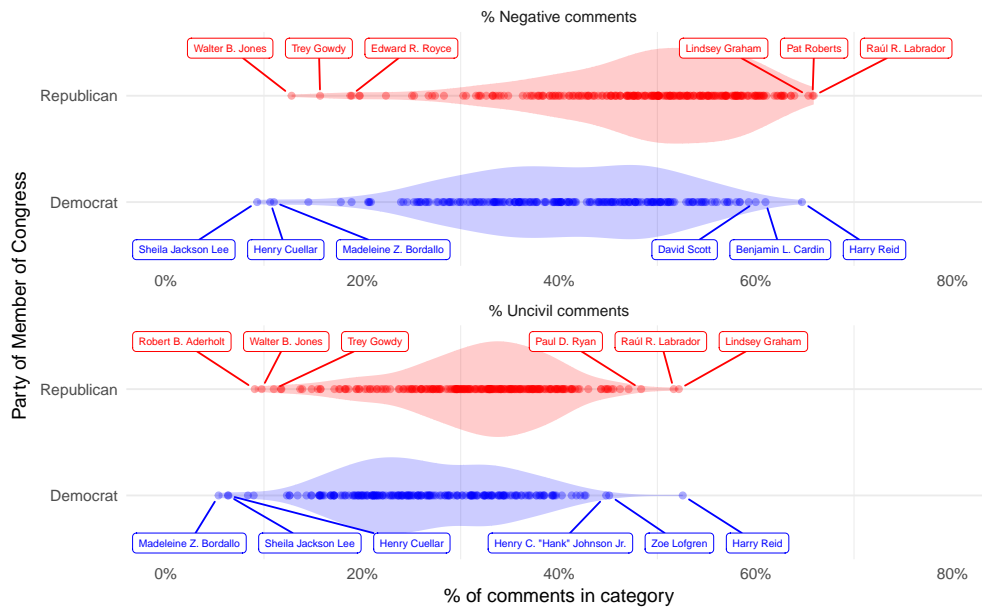 % Negative comments
Walter B. Jones
Trey Gowdy
Edward R. Royce
Lindsey Graham
Pat Roberts
Raúl R. Labrador
Republican
Democrat
Sheila Jackson Lee
Henry Cuellar
Madeleine Z. Bordallo
David Scott
Benjamin L. Cardin
Harry Reid
0% 20% 40% 60% 80%
Party of Member of Congress
% Uncivil comments
Robert B. Aderholt
Walter B. Jones
Trey Gowdy
Paul D. Ryan
Raúl R. Labrador
Lindsey Graham
Republican
Democrat
Madeleine Z. Bordallo
Sheila Jackson Lee
Henry Cuellar
Henry C. "Hank" Johnson Jr.
Zoe Lofgren
Harry Reid
0% 20% 40% 60% 80%
% of comments in category